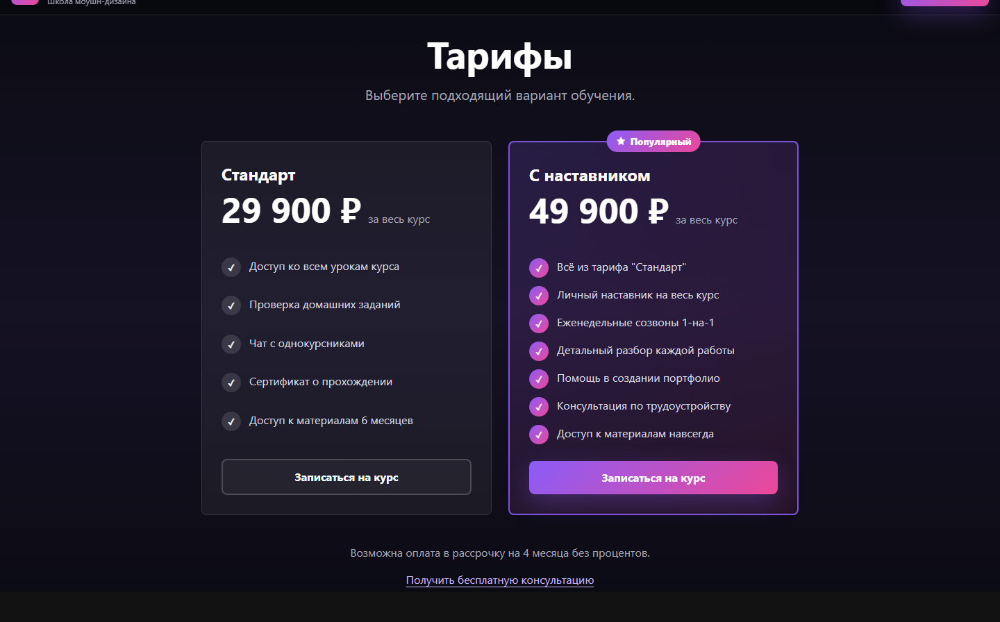 Школа моушн-дизайна
Тарифы
Выберите подходящий вариант обучения.
Стандарт
29 900 ₽ за весь курс
Доступ ко всем урокам курса
Проверка домашних заданий
Чат с однокурсниками
Сертификат о прохождении
Доступ к материалам 6 месяцев
Записаться на курс
Популярный
С наставником
49 900 ₽ за весь курс
Всё из тарифа "Стандарт"
Личный наставник на весь курс
Еженедельные созвоны 1-на-1
Детальный разбор каждой работы
Помощь в создании портфолио
Консультация по трудоустройству
Доступ к материалам навсегда
Записаться на курс
Возможна оплата в рассрочку на 4 месяца без процентов.
Получить бесплатную консультацию